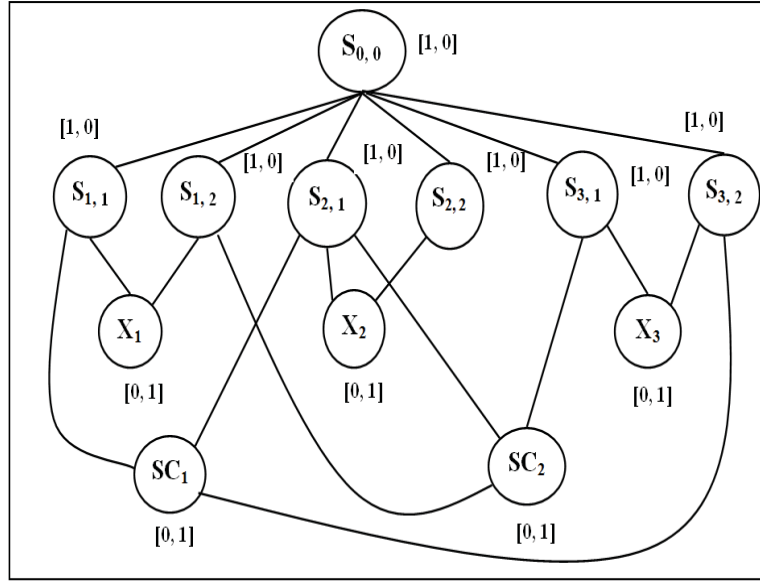 S0, 0 [1, 0]
[1, 0] [1, 0] [1, 0] [1, 0] [1, 0] [1, 0]
S1, 1 S1, 2 S2, 1 S2,2 S3, 1 S3, 2
X1 X2 X3
[0, 1] [0, 1] [0, 1]
SC1 SC2
[0, 1] [0, 1]